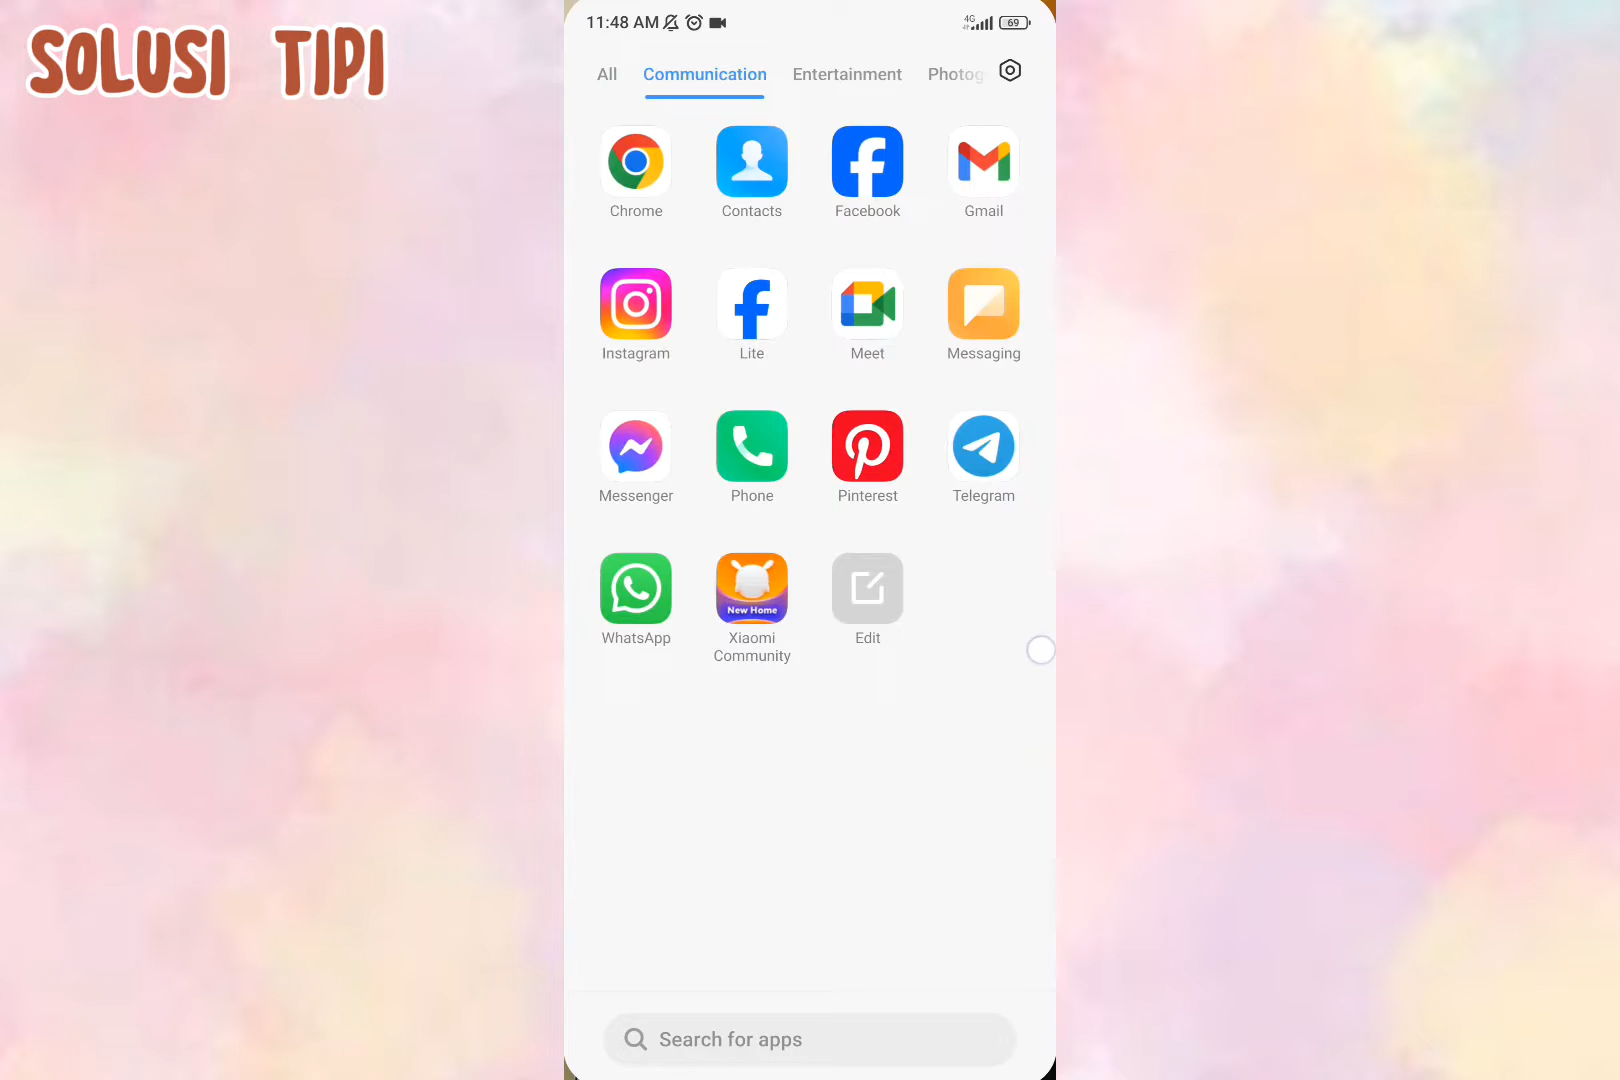 SOLUSI TIPI
11:48 AM
4G
69
All Communication Entertainment Photog
Chrome Contacts Facebook Gmail
Instagram Lite Meet Messaging
Messenger Phone Pinterest Telegram
New Home
WhatsApp Xiaomi Community Edit
Search for apps